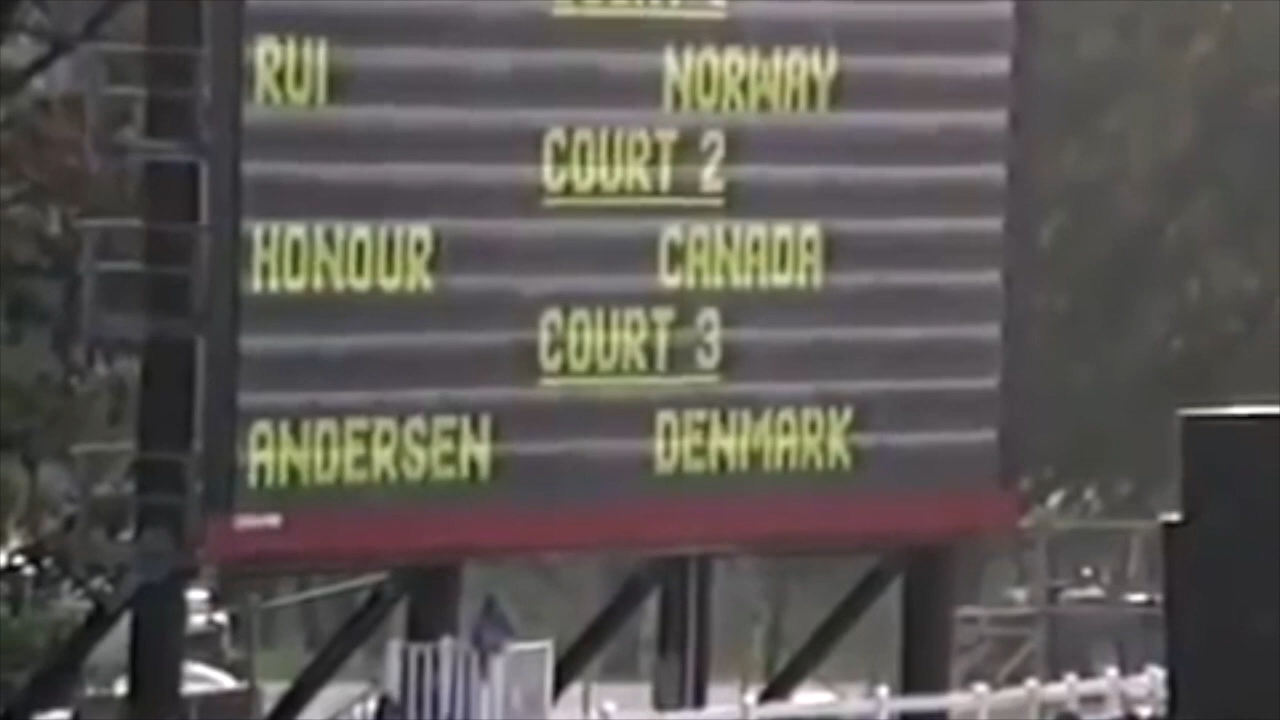 RUI NORWAY
COURT 2
HONOUR CANADA
COURT 3
ANDERSEN DENMARK